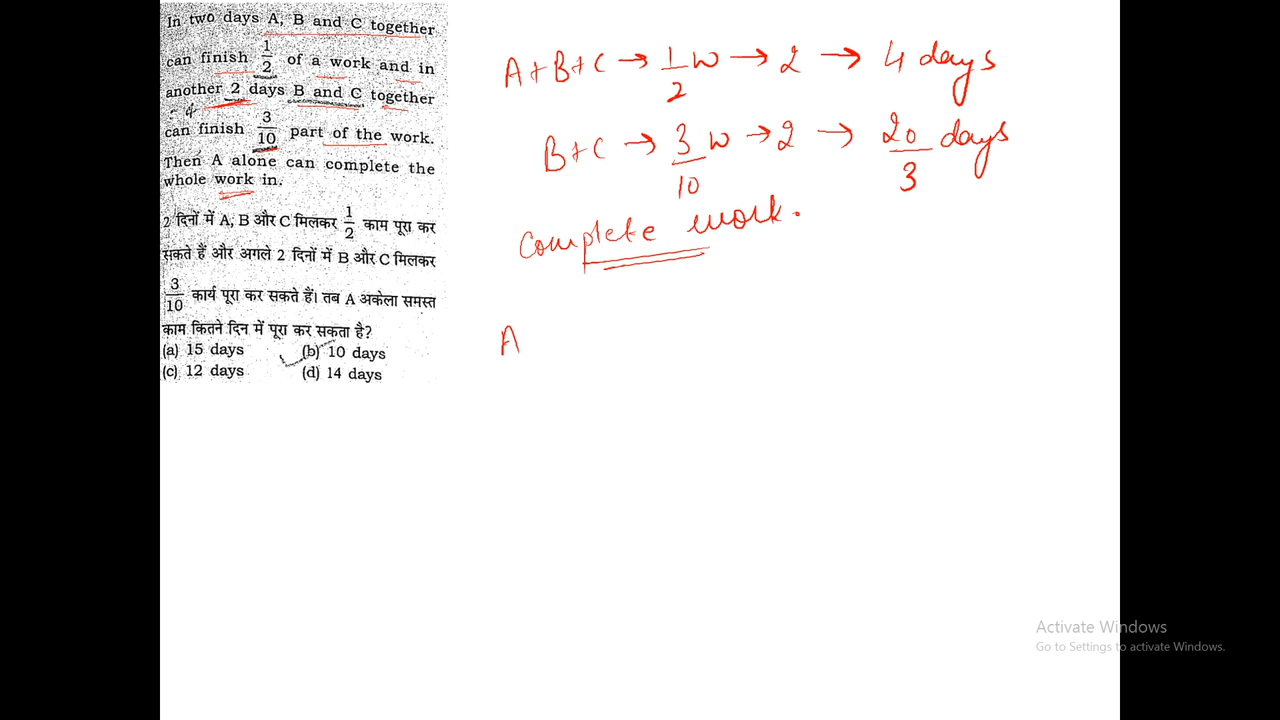 In two days A, B and C together
can finish 1/2 of a work and in
another 2 days B and C together
can finish 3/10 part of the work.
Then A alone can complete the
whole work in.
2 दिनों में A, B और C मिलकर 1/2 काम पूरा कर
सकते हैं और अगले 2 दिनों में B और C मिलकर
3/10 कार्य पूरा कर सकते हैं। तब A अकेला समस्त
काम कितने दिन में पूरा कर सकता है?
(a) 15 days (b) 10 days
(c) 12 days (d) 14 days
A+B+C → 1/2 W → 2 → 4 days
B+C → 3/10 W → 2 → 20/3 days
Complete work.
A
Activate Windows
Go to Settings to activate Windows.